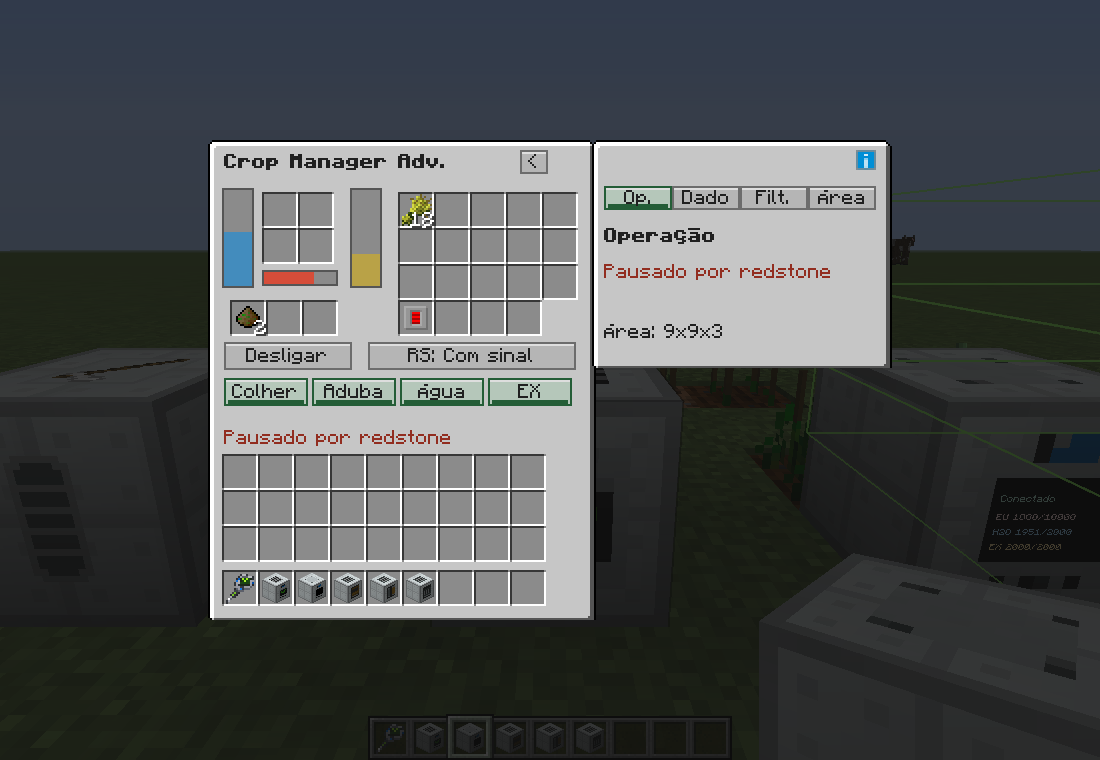 Crop Manager Adv.
<
i
Op.
Dado
Filt.
Área
Operação
Pausado por redstone
Área: 9x9x3
18
2
Desligar
RS: Com sinal
Colher
Aduba
Água
EX
Pausado por redstone
Conectado
EU 1000/10000
H2O 1951/2000
EX 2000/2000